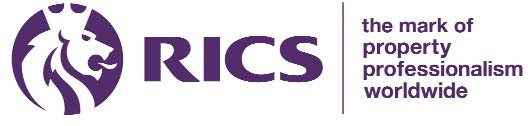 RICS
the mark of
property
professionalism
worldwide